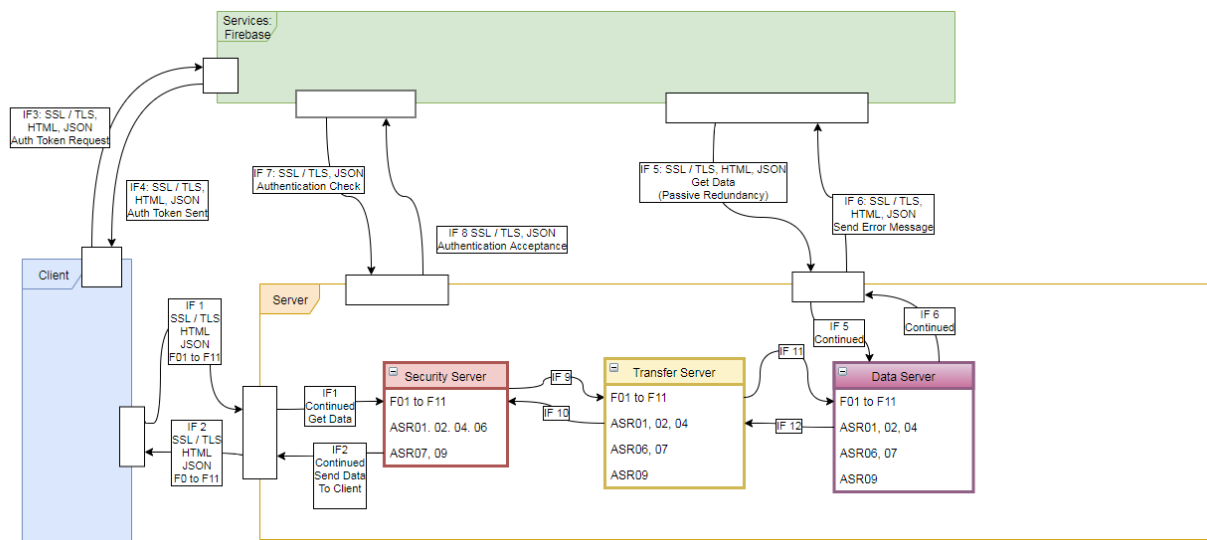 Services:
Firebase
IF3: SSL / TLS,
HTML, JSON
Auth Token Request
IF4: SSL / TLS,
HTML, JSON
Auth Token Sent
IF 7: SSL / TLS, JSON
Authentication Check
IF 8 SSL / TLS, JSON
Authentication Acceptance
IF 5: SSL / TLS, HTML, JSON
Get Data
(Passive Redundancy)
IF 6: SSL / TLS,
HTML, JSON
Send Error Message
Client
Server
IF 1
SSL / TLS
HTML
JSON
F01 to F11
IF 2
SSL / TLS
HTML
JSON
F0 to F11
IF1
Continued
Get Data
IF2
Continued
Send Data
To Client
Security Server
F01 to F11
ASR01. 02. 04. 06
ASR07, 09
IF 9
IF 10
Transfer Server
F01 to F11
ASR01, 02, 04
ASR06, 07
ASR09
IF 11
IF 12
IF 5
Continued
IF 6
Continued
Data Server
F01 to F11
ASR01, 02, 04
ASR06, 07
ASR09